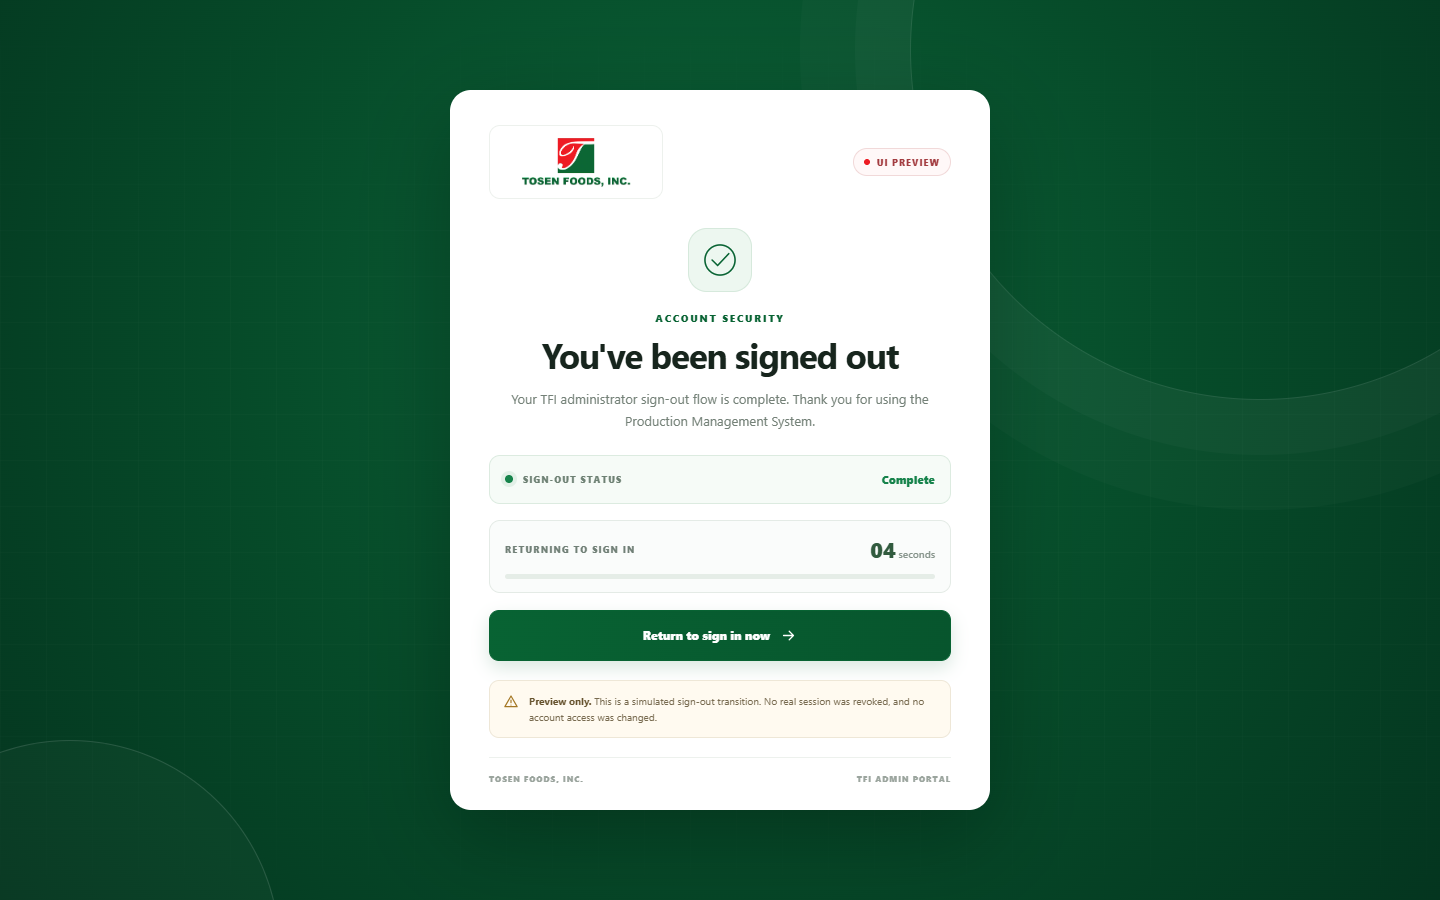 T
TOSEN FOODS, INC.
UI PREVIEW
ACCOUNT SECURITY
You've been signed out
Your TFI administrator sign-out flow is complete. Thank you for using the
Production Management System.
SIGN-OUT STATUS
Complete
RETURNING TO SIGN IN
04 seconds
Return to sign in now →
Preview only. This is a simulated sign-out transition. No real session was revoked, and no
account access was changed.
TOSEN FOODS, INC.
TFI ADMIN PORTAL